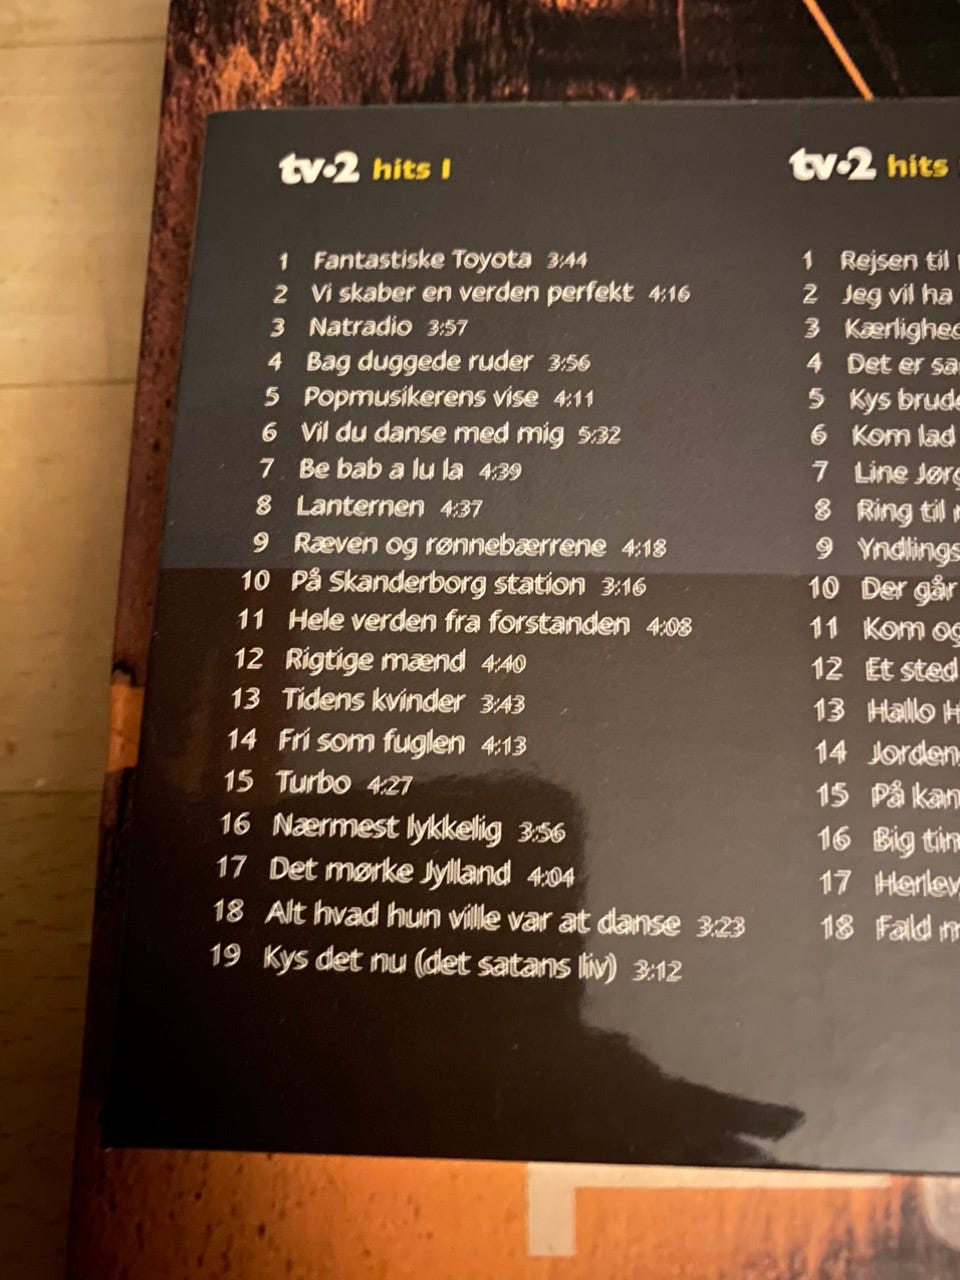 tv·2 hits I
1 Fantastiske Toyota 3:44
2 Vi skaber en verden perfekt 4:16
3 Natradio 3:57
4 Bag duggede ruder 3:56
5 Popmusikerens vise 4:11
6 Vil du danse med mig 5:32
7 Be bab a lu la 4:39
8 Lanternen 4:37
9 Ræven og rønnebærrene 4:18
10 På Skanderborg station 3:16
11 Hele verden fra forstanden 4:08
12 Rigtige mænd 4:40
13 Tidens kvinder 3:43
14 Fri som fuglen 4:13
15 Turbo 4:27
16 Nærmest lykkelig 3:56
17 Det mørke Jylland 4:04
18 Alt hvad hun ville var at danse 3:23
19 Kys det nu (det satans liv) 3:12
tv·2 hits
1 Rejsen til
2 Jeg vil ha
3
4 Det er
5 Kys
6 Kom lad
7 Line
8 Ring til
9
10 Der går
11 Kom
12 Et sted
13 Hallo
14
15 På
16 Big
17
18 Fald